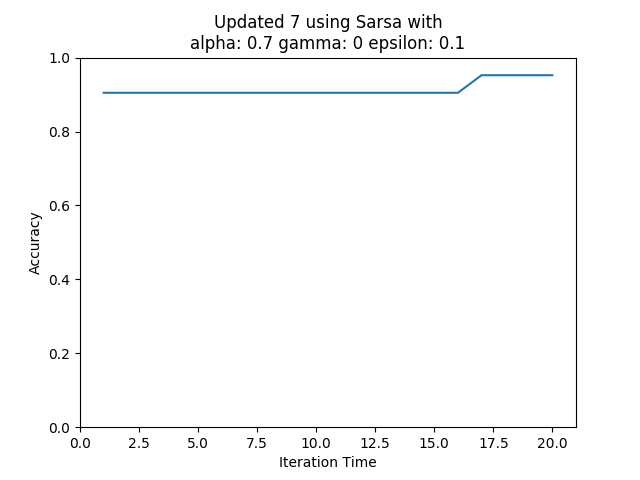 Updated 7 using Sarsa with
alpha: 0.7 gamma: 0 epsilon: 0.1
1.0
0.8
0.6
0.4
0.2
0.0
Accuracy
0.0 2.5 5.0 7.5 10.0 12.5 15.0 17.5 20.0
Iteration Time